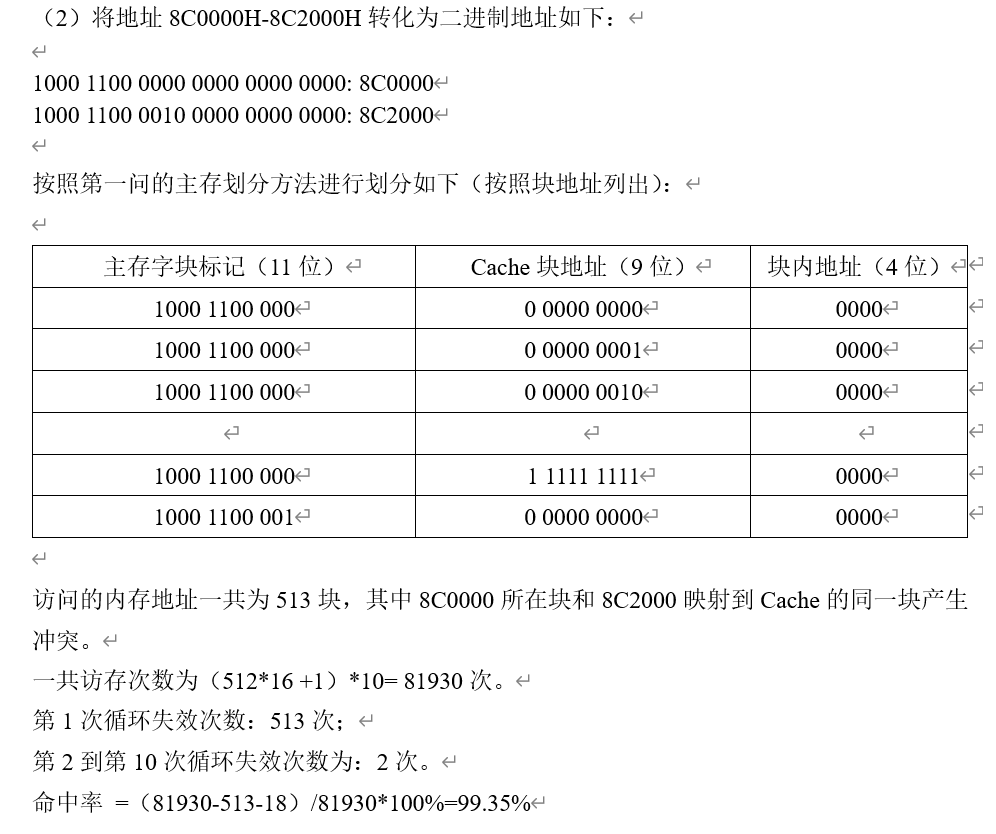 （2）将地址 8C0000H-8C2000H 转化为二进制地址如下：
1000 1100 0000 0000 0000 0000: 8C0000
1000 1100 0010 0000 0000 0000: 8C2000
按照第一问的主存划分方法进行划分如下（按照块地址列出）：
主存字块标记（11 位） Cache 块地址（9 位） 块内地址（4 位）
1000 1100 000 0 0000 0000 0000
1000 1100 000 0 0000 0001 0000
1000 1100 000 0 0000 0010 0000
1000 1100 000 1 1111 1111 0000
1000 1100 001 0 0000 0000 0000
访问的内存地址一共为 513 块，其中 8C0000 所在块和 8C2000 映射到 Cache 的同一块产生
冲突。
一共访存次数为（512*16 +1）*10= 81930 次。
第 1 次循环失效次数：513 次；
第 2 到第 10 次循环失效次数为：2 次。
命中率 =（81930-513-18）/81930*100%=99.35%